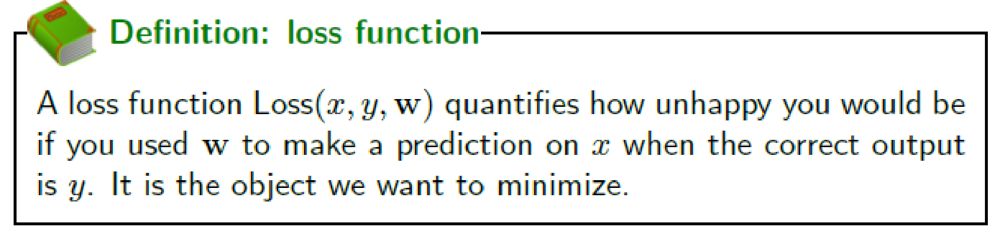 Definition: loss function
A loss function Loss(x, y, w) quantifies how unhappy you would be
if you used w to make a prediction on x when the correct output
is y. It is the object we want to minimize.